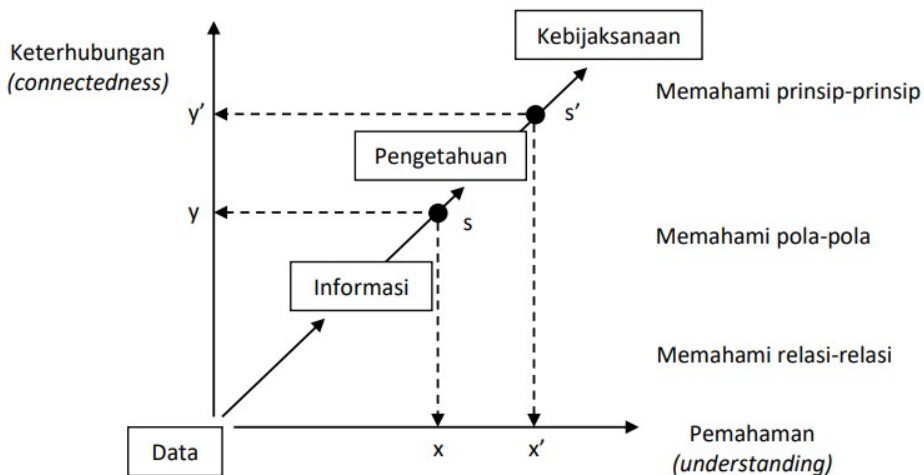 Keterhubungan
(connectedness)
Kebijaksanaan
Memahami prinsip-prinsip
y’
s’
Pengetahuan
y
s
Memahami pola-pola
Informasi
Memahami relasi-relasi
Data
x
x’
Pemahaman
(understanding)